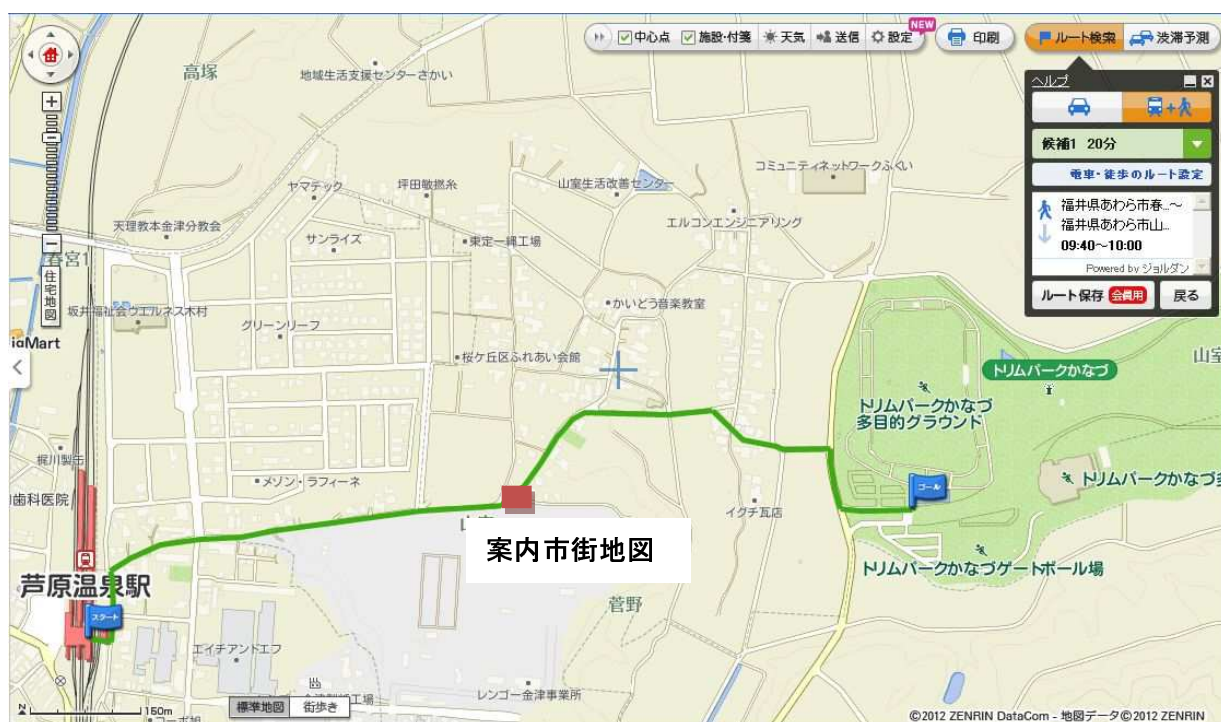 中心点
施設・付箋
天気
送信
設定
NEW
印刷
ルート検索
渋滞予測
ヘルプ
候補1 20分
電車・徒歩のルート設定
福井県あわら市春...～
福井県あわら市山...
09:40～10:00
Powered by ジョルダン
ルート保存 会員用
戻る
高塚
地域生活支援センターさかい
コミュニティネットワークふくい
ヤマテック
坪田敏撚糸
山室生活改善センター
天理教本金津分教会
サンライズ
東定一縄工場
エルコンエンジニアリング
春宮1
住宅地図
坂井福祉会ウエルネス木村
かいどう音楽教室
グリーンリーフ
iaMart
桜ケ丘区ふれあい会館
山室
トリムパークかなづ
トリムパークかなづ
多目的グラウンド
梶川製缶
歯科医院
メゾン・ラフィーネ
ゴール
トリムパークかなづ多
イグチ瓦店
案内市街地図
トリムパークかなづゲートボール場
芦原温泉駅
スタート
菅野
エイチアンドエフ
レンゴー金津事業所
150m
標準地図
街歩き
©2012 ZENRIN DataCom - 地図データ©2012 ZENRIN